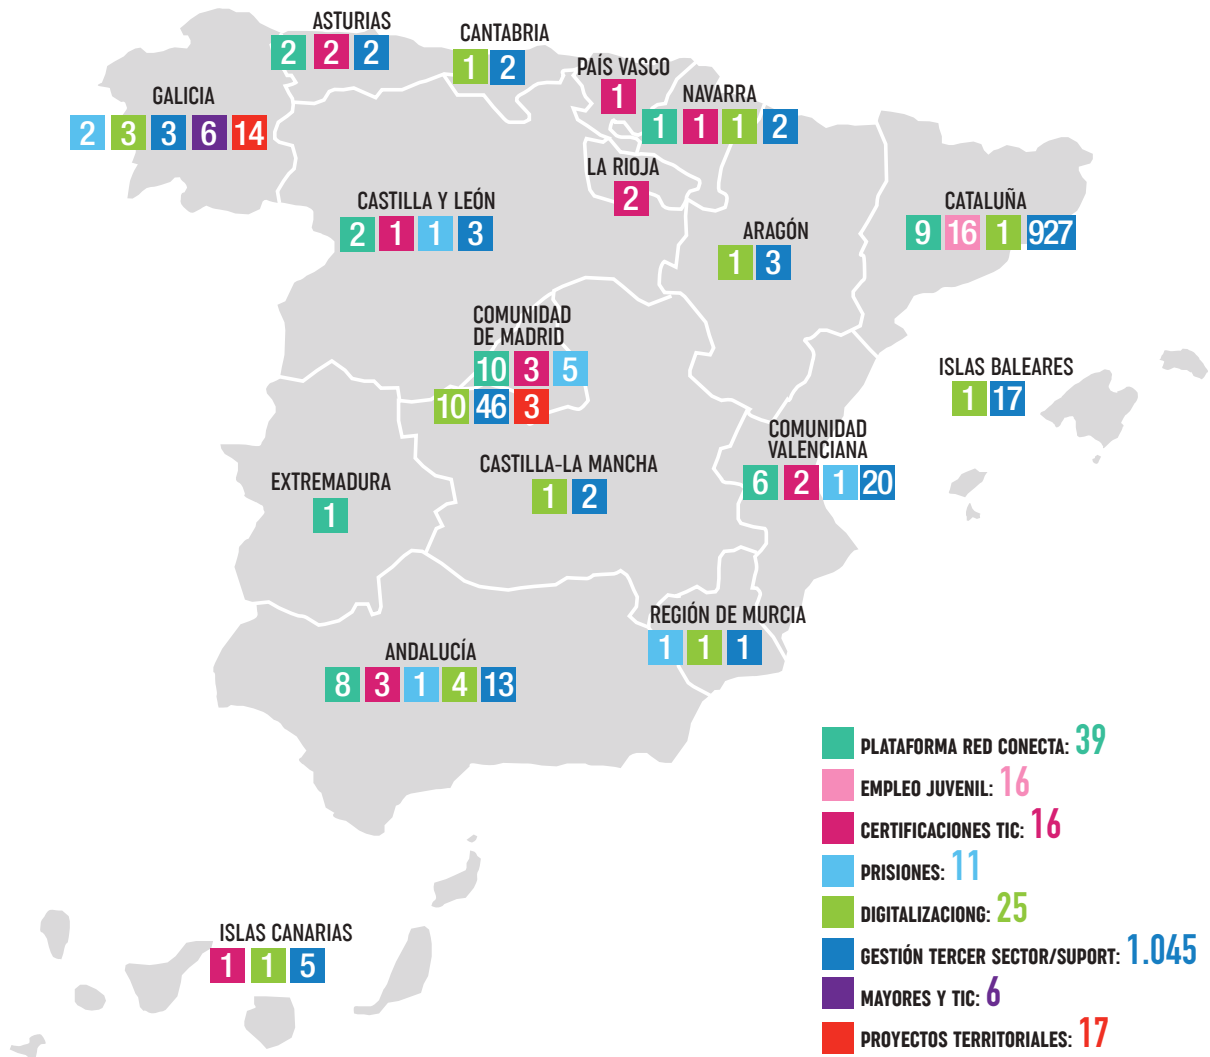 ASTURIAS
2 2 2
CANTABRIA
1 2
PAÍS VASCO
1
NAVARRA
1 1 1 2
GALICIA
2 3 3 6 14
LA RIOJA
2
CASTILLA Y LEÓN
2 1 1 3
CATALUÑA
9 16 1 927
ARAGÓN
1 3
COMUNIDAD
DE MADRID
10 3 5
10 46 3
ISLAS BALEARES
1 17
COMUNIDAD
VALENCIANA
6 2 1 20
CASTILLA-LA MANCHA
1 2
EXTREMADURA
1
REGIÓN DE MURCIA
1 1 1
ANDALUCÍA
8 3 1 4 13
ISLAS CANARIAS
1 1 5
PLATAFORMA RED CONECTA: 39
EMPLEO JUVENIL: 16
CERTIFICACIONES TIC: 16
PRISIONES: 11
DIGITALIZACIONG: 25
GESTIÓN TERCER SECTOR/SUPORT: 1.045
MAYORES Y TIC: 6
PROYECTOS TERRITORIALES: 17